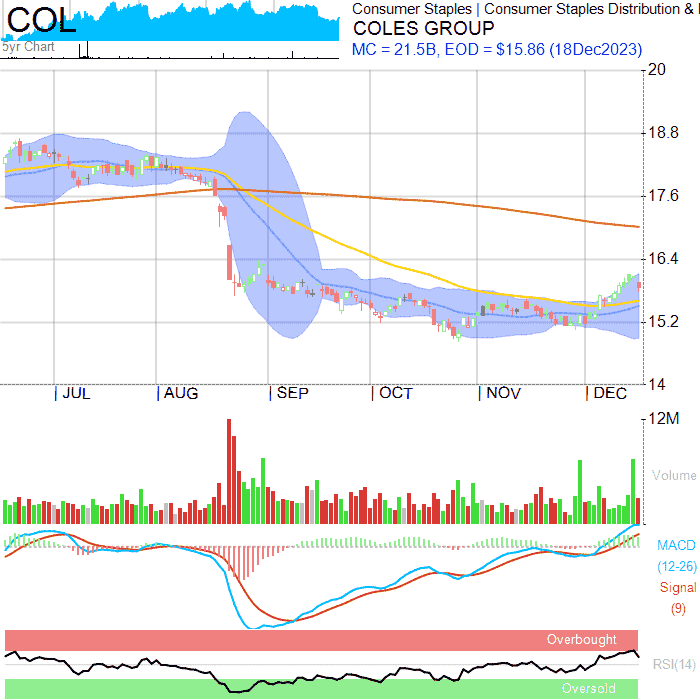 COL
5yr Chart
Consumer Staples | Consumer Staples Distribution &
COLES GROUP
MC = 21.5B, EOD = $15.86 (18Dec2023)
20
18.8
17.6
16.4
15.2
14
JUL AUG SEP OCT NOV DEC
12M
Volume
MACD
(12-26)
Signal
(9)
Overbought
RSI(14)
Oversold